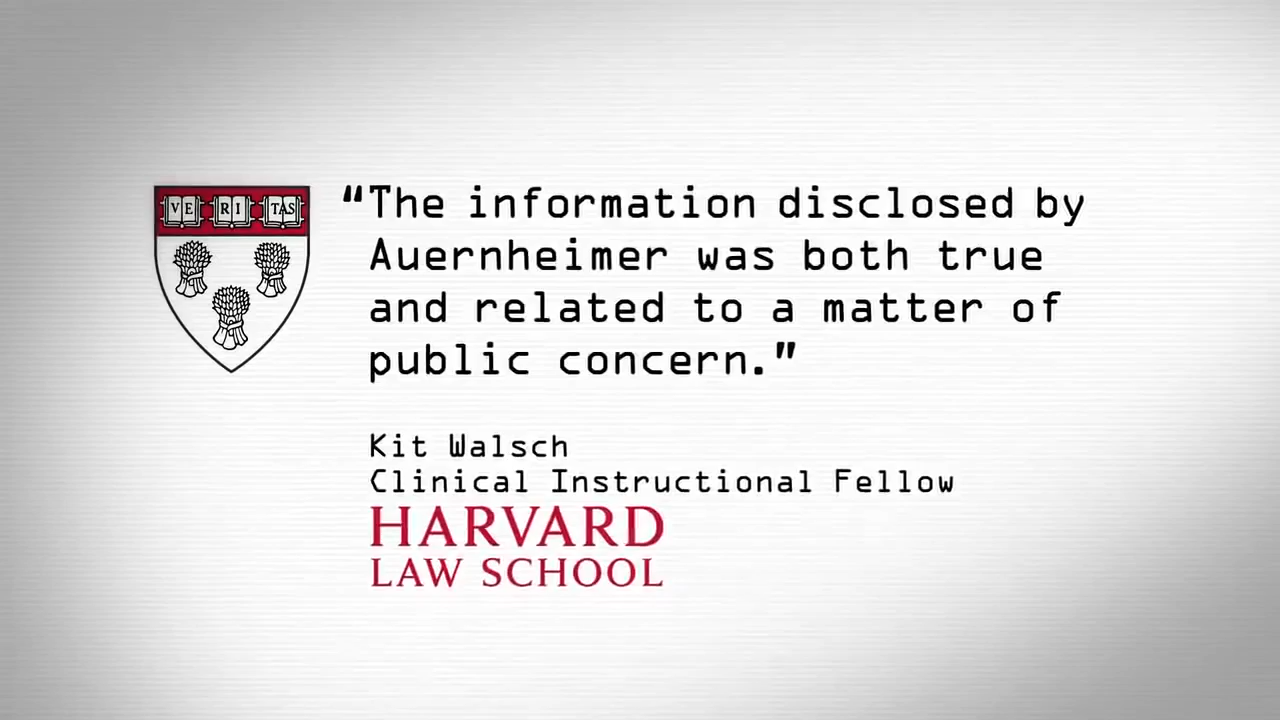 VE RI TAS
“The information disclosed by
Auernheimer was both true
and related to a matter of
public concern.”
Kit Walsch
Clinical Instructional Fellow
HARVARD
LAW SCHOOL